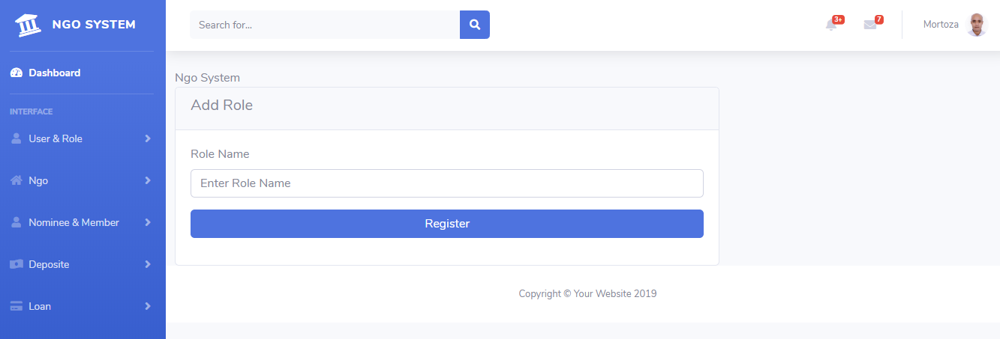 NGO SYSTEM
Search for...
3+
7
Mortoza
Dashboard
INTERFACE
User & Role
Ngo
Nominee & Member
Deposite
Loan
Ngo System
Add Role
Role Name
Enter Role Name
Register
Copyright © Your Website 2019